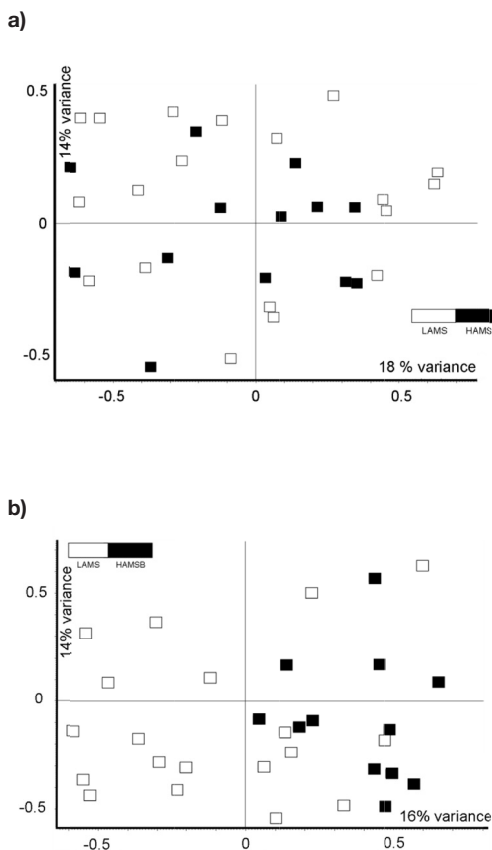 a)
0.5
14% variance
0
-0.5
LAMS HAMS
18 % variance
-0.5 0 0.5
b)
LAMS HAMSB
14% variance
0.5
0
-0.5
16% variance
-0.5 0 0.5